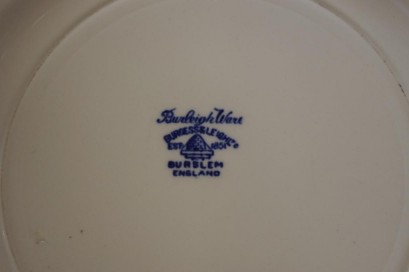 Burleigh Ware
BURGESS & LEIGH LTD
EST. 1851
BURSLEM
ENGLAND